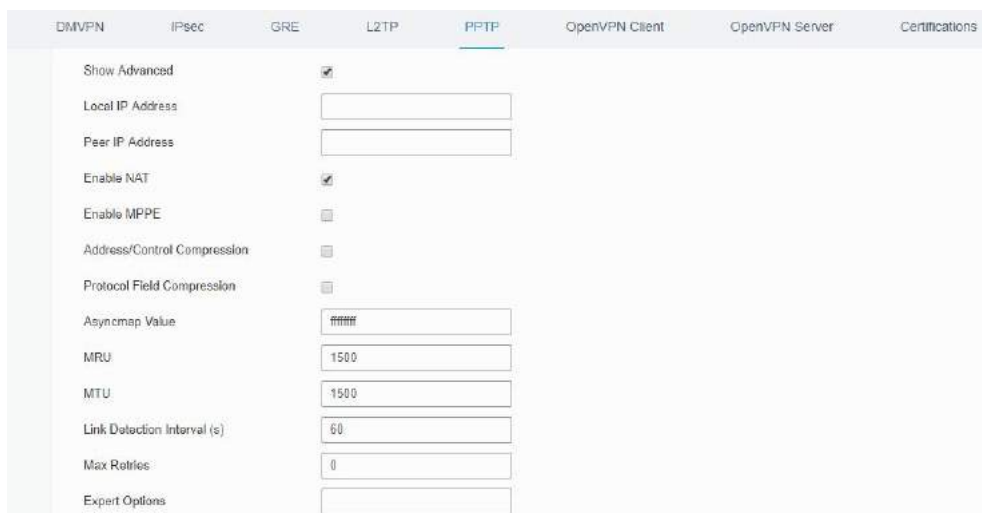 DMVPN IPsec GRE L2TP PPTP OpenVPN Client OpenVPN Server Certifications
Show Advanced
Local IP Address
Peer IP Address
Enable NAT
Enable MPPE
Address/Control Compression
Protocol Field Compression
Asyncmap Value ffffffff
MRU 1500
MTU 1500
Link Detection Interval (s) 60
Max Retries 0
Expert Options